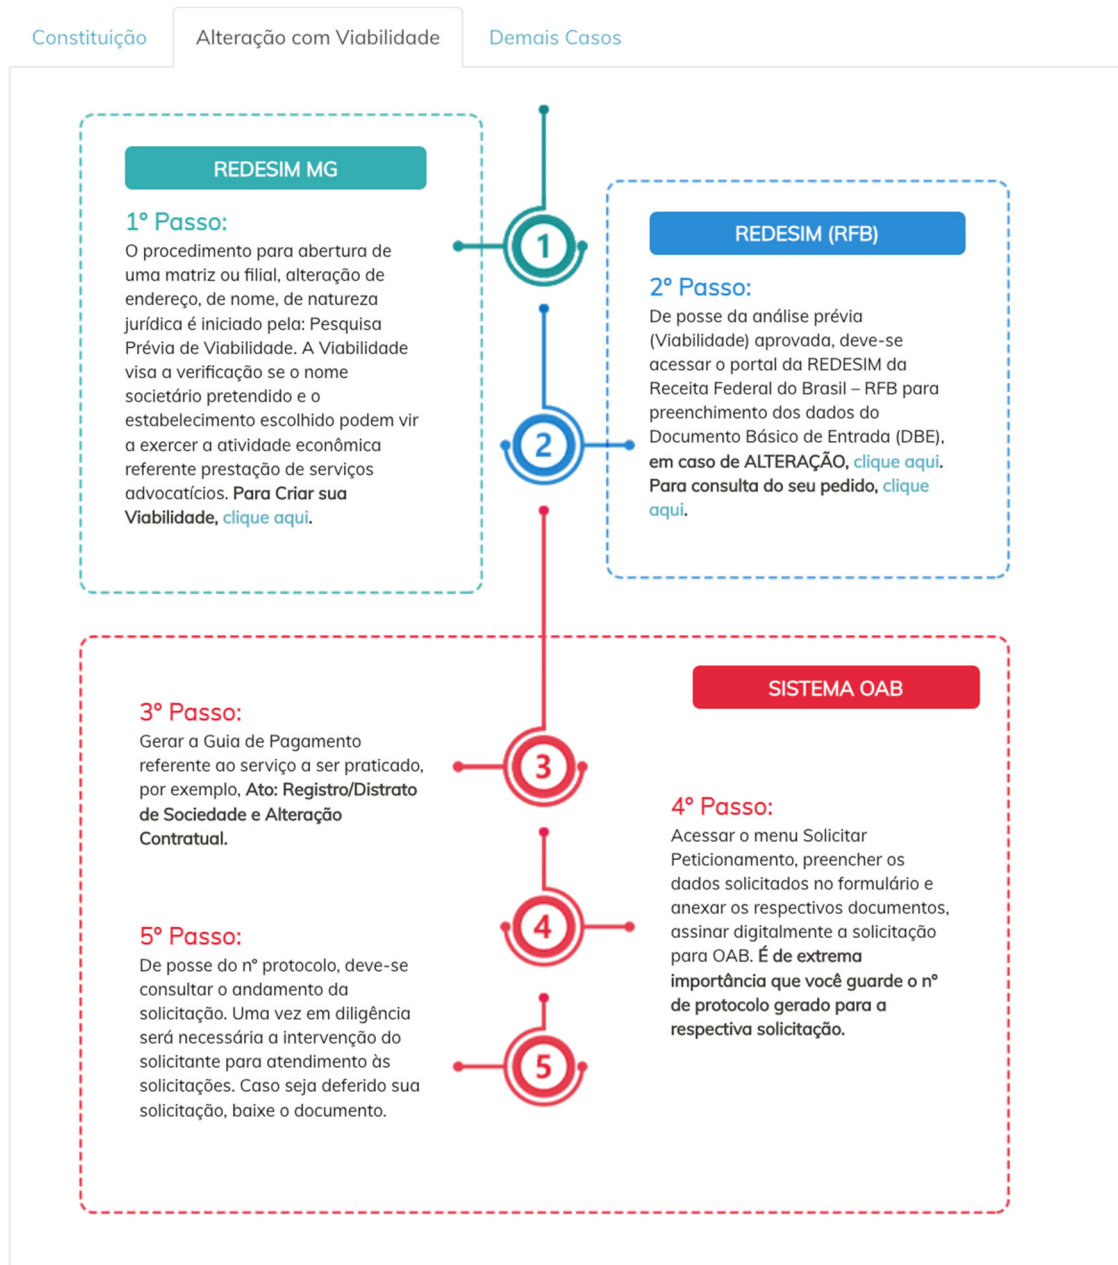 Constituição
Alteração com Viabilidade
Demais Casos
REDESIM MG
1º Passo:
O procedimento para abertura de
uma matriz ou filial, alteração de
endereço, de nome, de natureza
jurídica é iniciado pela: Pesquisa
Prévia de Viabilidade. A Viabilidade
visa a verificação se o nome
societário pretendido e o
estabelecimento escolhido podem vir
a exercer a atividade econômica
referente prestação de serviços
advocatícios. Para Criar sua
Viabilidade, clique aqui.
1
REDESIM (RFB)
2º Passo:
De posse da análise prévia
(Viabilidade) aprovada, deve-se
acessar o portal da REDESIM da
Receita Federal do Brasil – RFB para
preenchimento dos dados do
Documento Básico de Entrada (DBE),
em caso de ALTERAÇÃO, clique aqui.
Para consulta do seu pedido, clique
aqui.
2
SISTEMA OAB
3º Passo:
Gerar a Guia de Pagamento
referente ao serviço a ser praticado,
por exemplo, Ato: Registro/Distrato
de Sociedade e Alteração
Contratual.
3
4º Passo:
Acessar o menu Solicitar
Peticionamento, preencher os
dados solicitados no formulário e
anexar os respectivos documentos,
assinar digitalmente a solicitação
para OAB. É de extrema
importância que você guarde o nº
de protocolo gerado para a
respectiva solicitação.
4
5º Passo:
De posse do nº protocolo, deve-se
consultar o andamento da
solicitação. Uma vez em diligência
será necessária a intervenção do
solicitante para atendimento às
solicitações. Caso seja deferido sua
solicitação, baixe o documento.
5